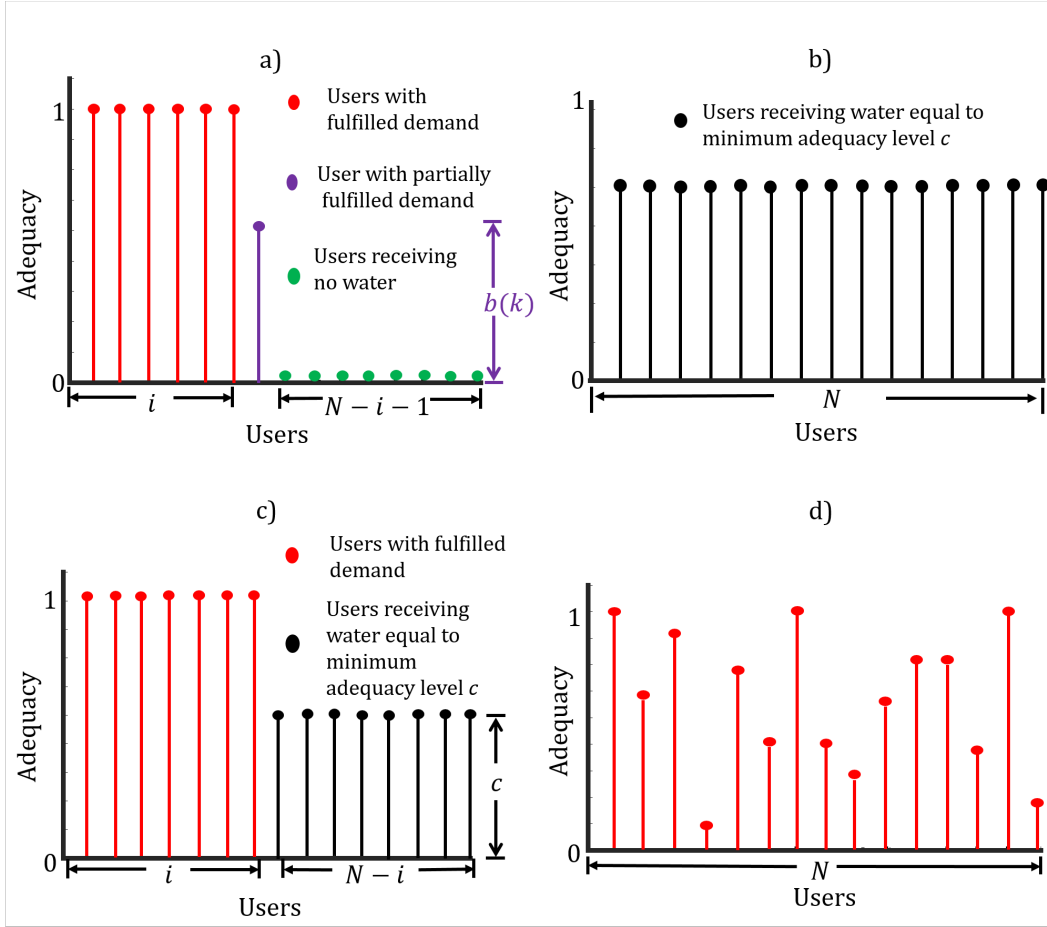 a)
1
Adequacy
0
Users with
fulfilled demand
User with partially
fulfilled demand
Users receiving
no water
b(k)
i
N − i − 1
Users
b)
1
Adequacy
0
Users receiving water equal to
minimum adequacy level c
N
Users
c)
1
Adequacy
0
Users with fulfilled
demand
Users receiving
water equal to
minimum
adequacy level c
c
i
N − i
Users
d)
1
Adequacy
0
N
Users